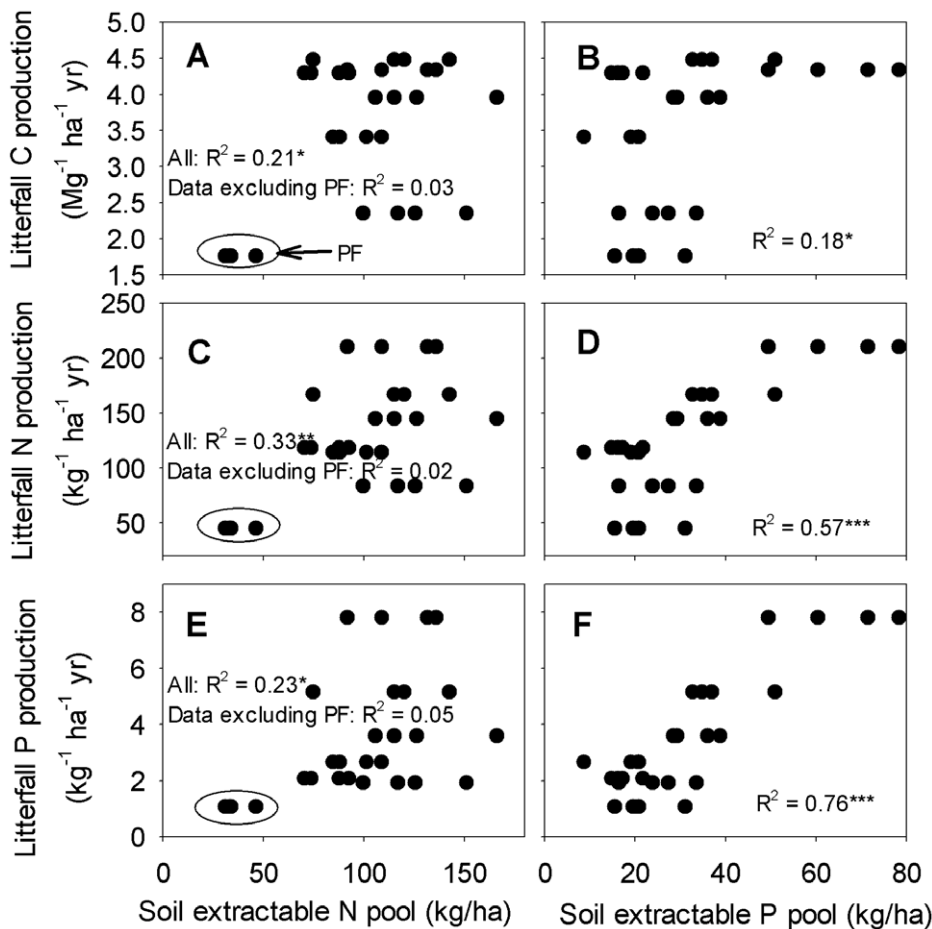 Litterfall C production
(Mg⁻¹ ha⁻¹ yr)
5.0
4.5
4.0
3.5
3.0
2.5
2.0
1.5
A
All: R² = 0.21*
Data excluding PF: R² = 0.03
PF
B
R² = 0.18*
Litterfall N production
(kg⁻¹ ha⁻¹ yr)
250
200
150
100
50
C
All: R² = 0.33**
Data excluding PF: R² = 0.02
D
R² = 0.57***
Litterfall P production
(kg⁻¹ ha⁻¹ yr)
8
6
4
2
0
E
All: R² = 0.23*
Data excluding PF: R² = 0.05
F
R² = 0.76***
0 50 100 150
Soil extractable N pool (kg/ha)
20 40 60 80
Soil extractable P pool (kg/ha)